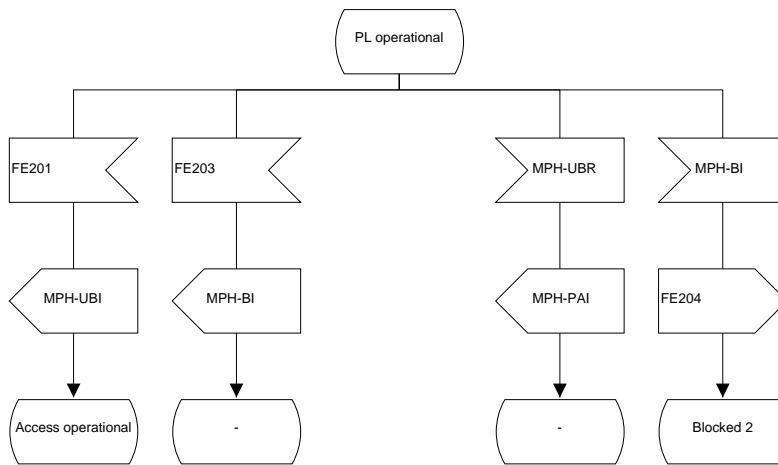 PL operational
FE201
FE203
MPH-UBR
MPH-BI
MPH-UBI
MPH-BI
MPH-PAI
FE204
Access operational
-
-
Blocked 2